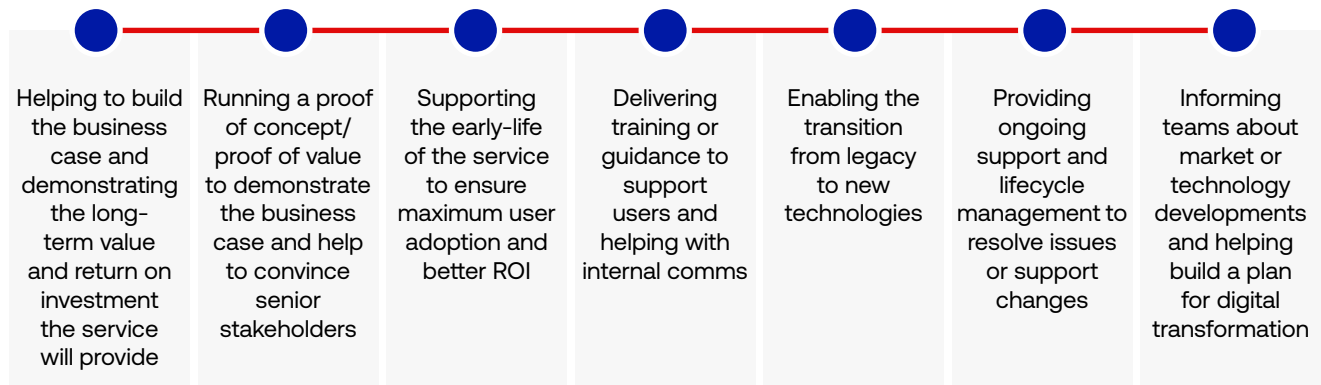 Helping to build
the business
case and
demonstrating
the long-
term value
and return on
investment
the service
will provide
Running a proof
of concept/
proof of value
to demonstrate
the business
case and help
to convince
senior
stakeholders
Supporting
the early-life
of the service
to ensure
maximum user
adoption and
better ROI
Delivering
training or
guidance to
support
users and
helping with
internal comms
Enabling the
transition
from legacy
to new
technologies
Providing
ongoing
support and
lifecycle
management to
resolve issues
or support
changes
Informing
teams about
market or
technology
developments
and helping
build a plan
for digital
transformation